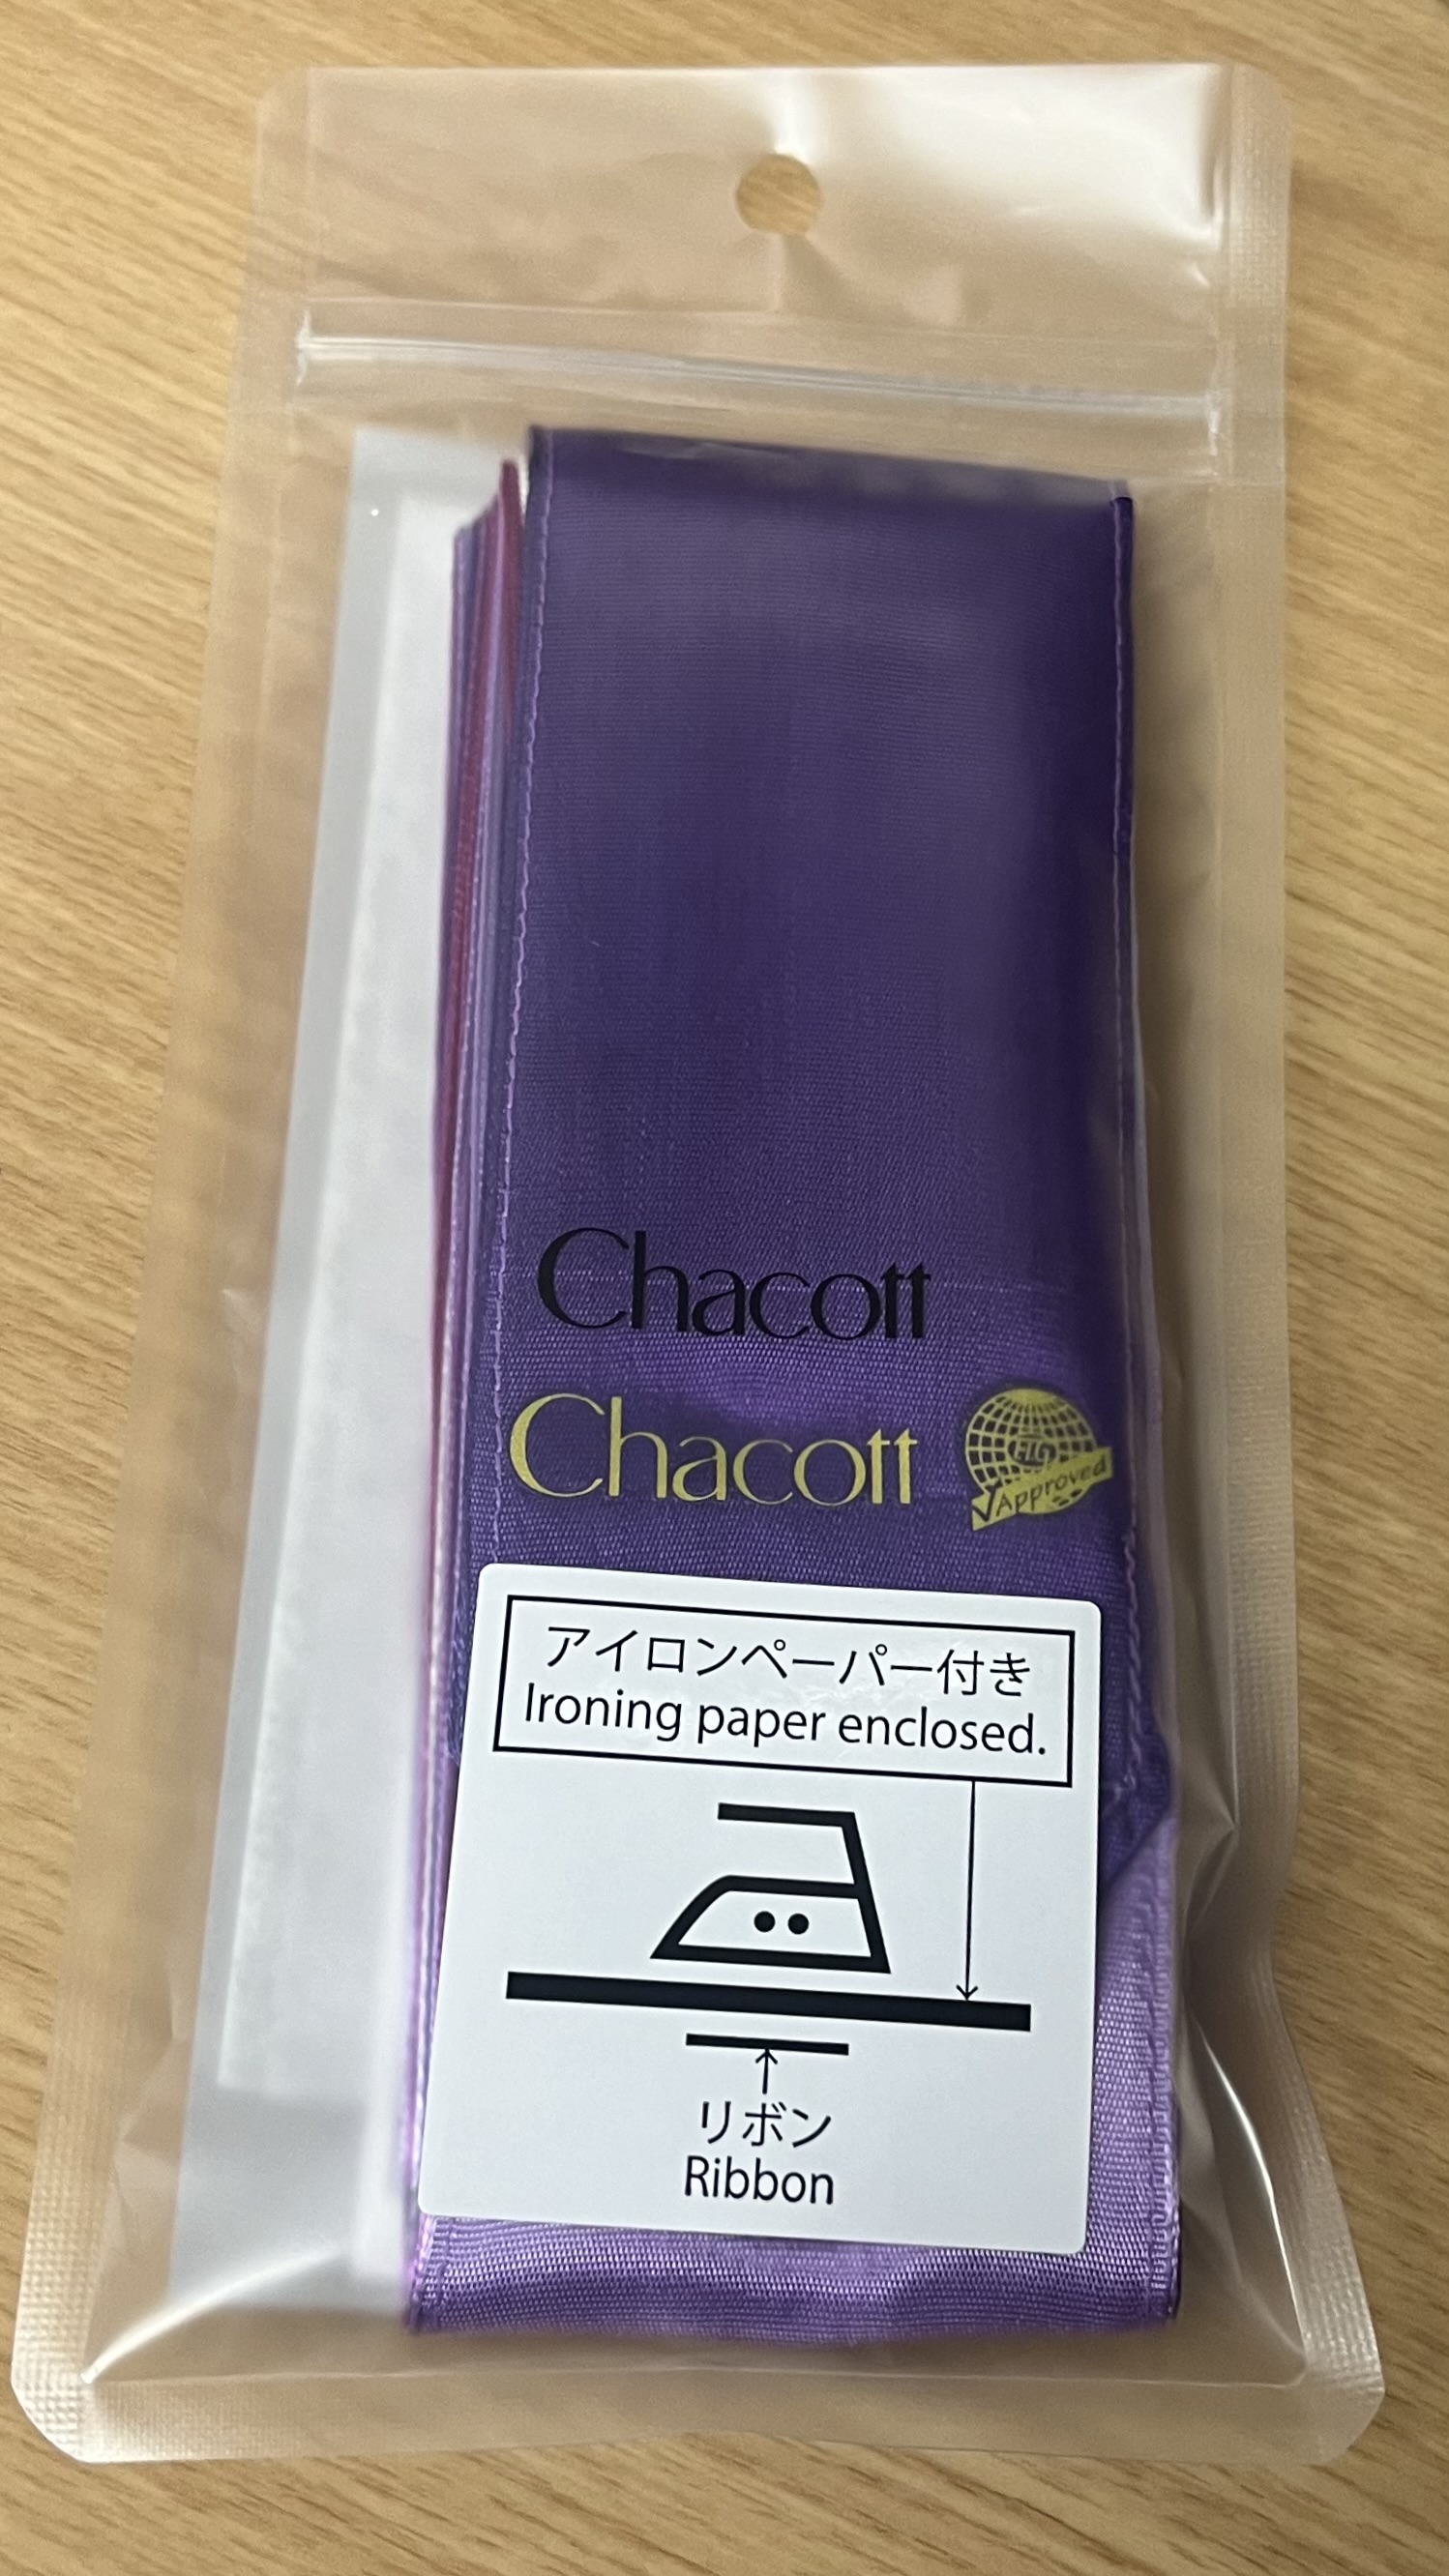 Chacott
Chacott
FIG
Approved
アイロンペーパー付き
Ironing paper enclosed.
リボン
Ribbon